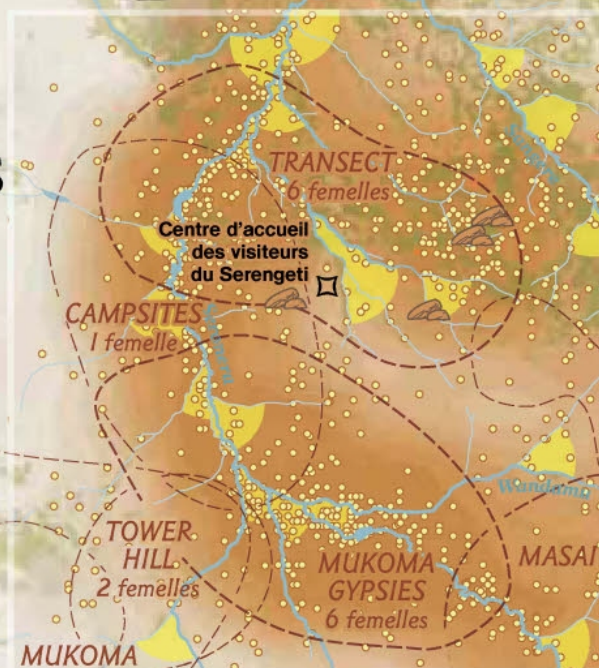 TRANSECT
6 femelles
Centre d'accueil
des visiteurs
du Serengeti
CAMPSITES
1 femelle
Wandamu
TOWER
HILL
2 femelles
MUKOMA
GYPSIES
6 femelles
MASAI
MUKOMA